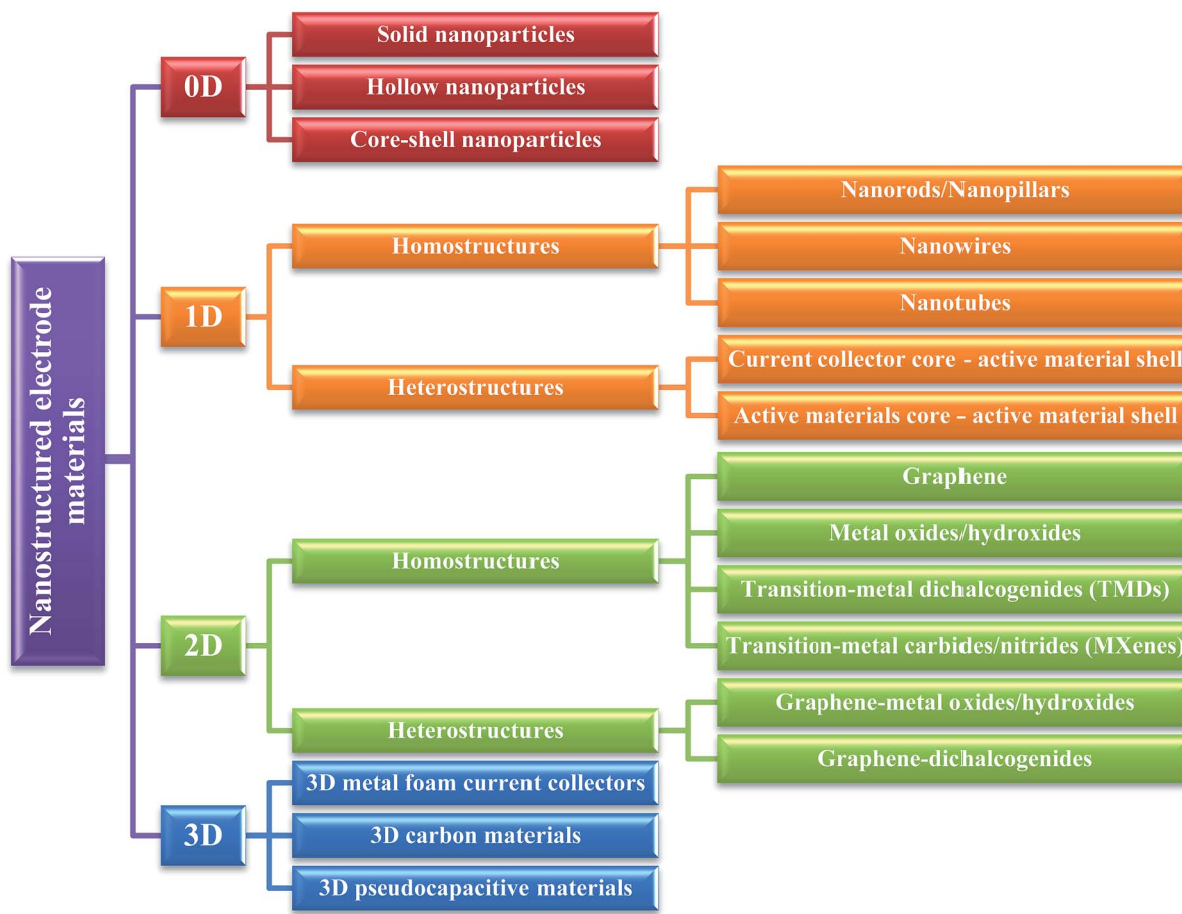 Nanostructured electrode
materials
0D
Solid nanoparticles
Hollow nanoparticles
Core-shell nanoparticles
1D
Homostructures
Nanorods/Nanopillars
Nanowires
Nanotubes
Heterostructures
Current collector core – active material shell
Active materials core – active material shell
2D
Homostructures
Graphene
Metal oxides/hydroxides
Transition-metal dichalcogenides (TMDs)
Transition-metal carbides/nitrides (MXenes)
Heterostructures
Graphene-metal oxides/hydroxides
Graphene-dichalcogenides
3D
3D metal foam current collectors
3D carbon materials
3D pseudocapacitive materials